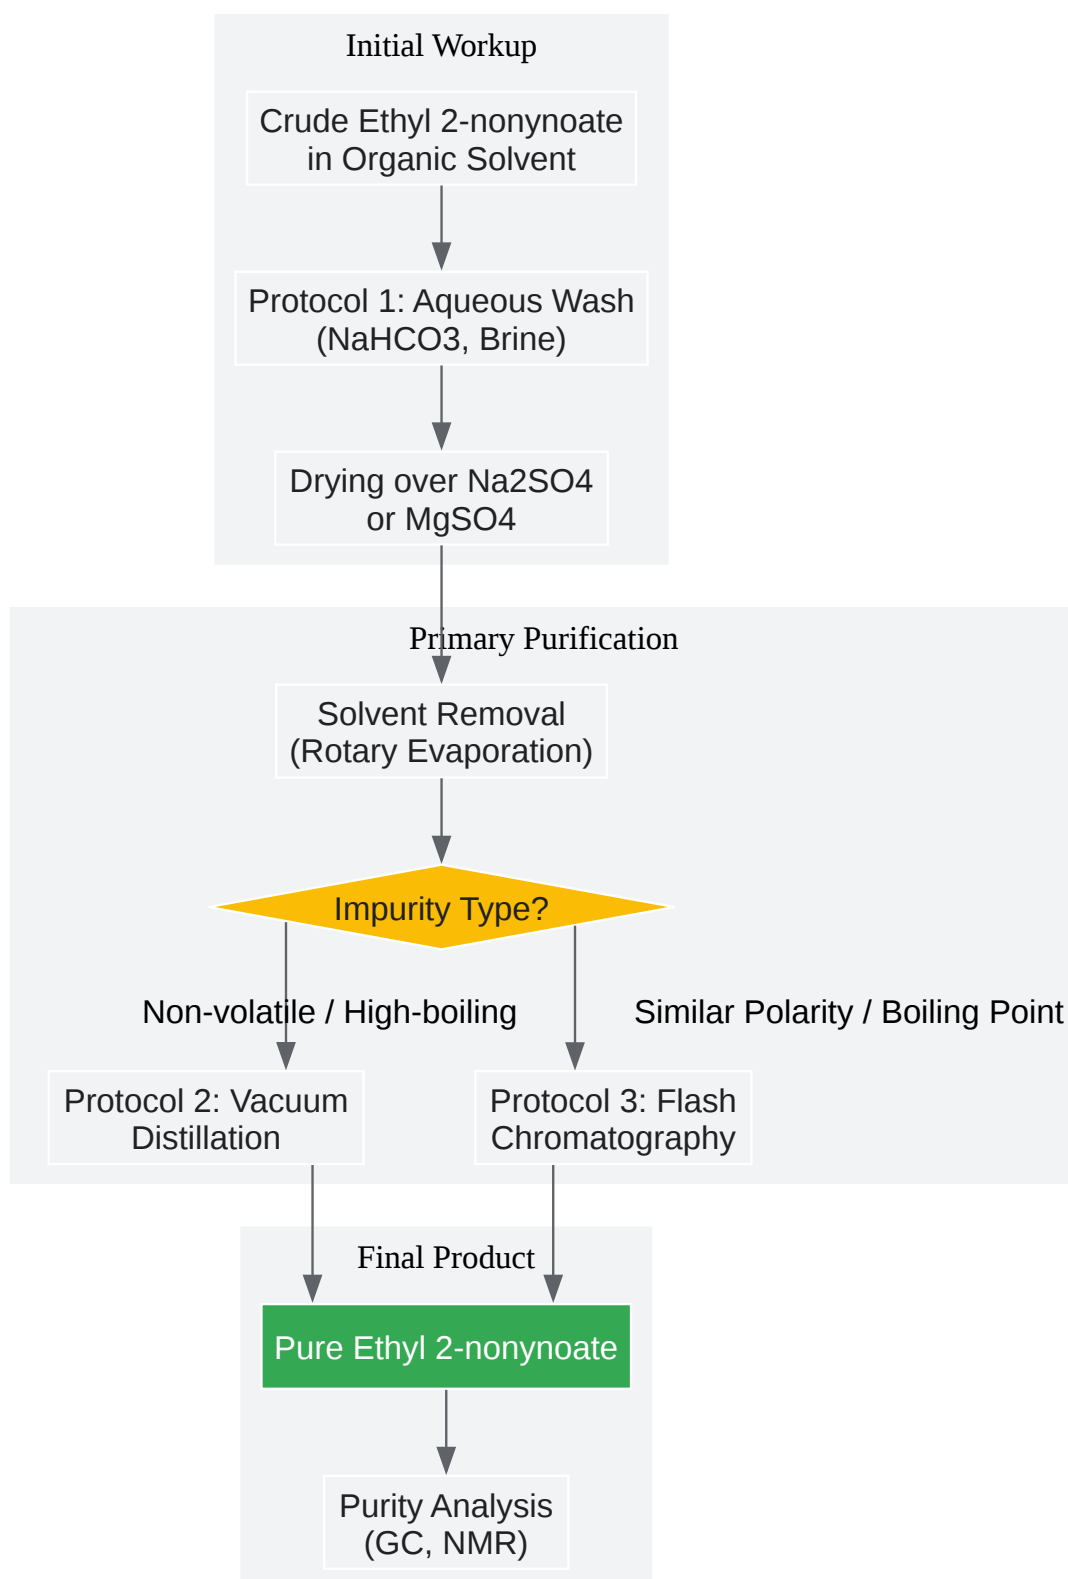 Initial Workup
Crude Ethyl 2-nonynoate
in Organic Solvent
Protocol 1: Aqueous Wash
(NaHCO3, Brine)
Drying over Na2SO4
or MgSO4
Primary Purification
Solvent Removal
(Rotary Evaporation)
Impurity Type?
Non-volatile / High-boiling
Similar Polarity / Boiling Point
Protocol 2: Vacuum
Distillation
Protocol 3: Flash
Chromatography
Final Product
Pure Ethyl 2-nonynoate
Purity Analysis
(GC, NMR)